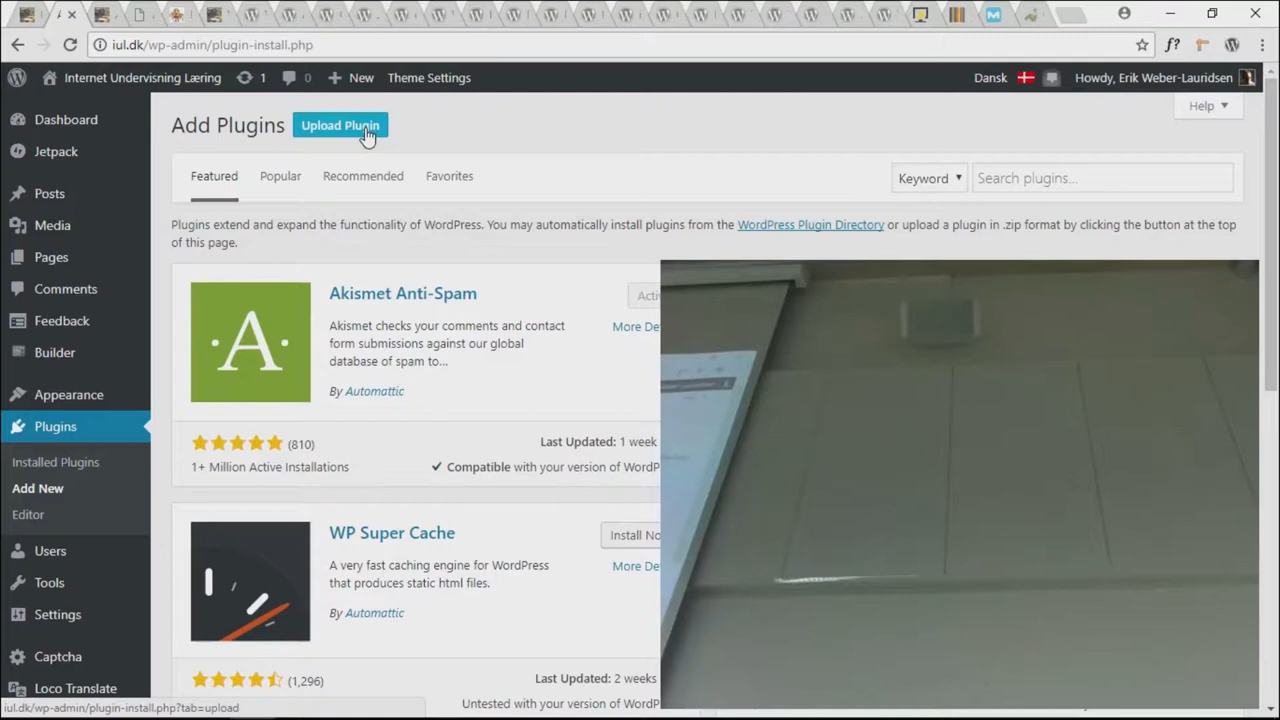 iul.dk/wp-admin/plugin-install.php
Internet Undervisning Læring
1
0
New
Theme Settings
Dansk
Howdy, Erik Weber-Lauridsen
Dashboard
Jetpack
Posts
Media
Pages
Comments
Feedback
Builder
Appearance
Plugins
Installed Plugins
Add New
Editor
Users
Tools
Settings
Captcha
Loco Translate
Add Plugins
Upload Plugin
Help
Featured
Popular
Recommended
Favorites
Keyword
Search plugins...
Plugins extend and expand the functionality of WordPress. You may automatically install plugins from the WordPress Plugin Directory or upload a plugin in .zip format by clicking the button at the top
of this page.
Akismet Anti-Spam
Acti
Akismet checks your comments and contact
form submissions against our global
database of spam to...
More De
By Automattic
(810)
Last Updated: 1 week
1+ Million Active Installations
Compatible with your version of WordP
WP Super Cache
Install No
A very fast caching engine for WordPress
that produces static html files.
More De
By Automattic
(1,296)
Last Updated: 2 weeks
Untested with your version of WordP
iul.dk/wp-admin/plugin-install.php?tab=upload